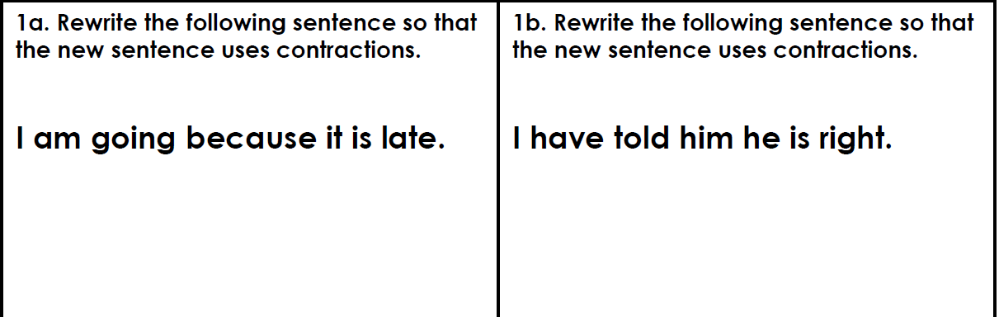 1a. Rewrite the following sentence so that
the new sentence uses contractions.
I am going because it is late.
1b. Rewrite the following sentence so that
the new sentence uses contractions.
I have told him he is right.